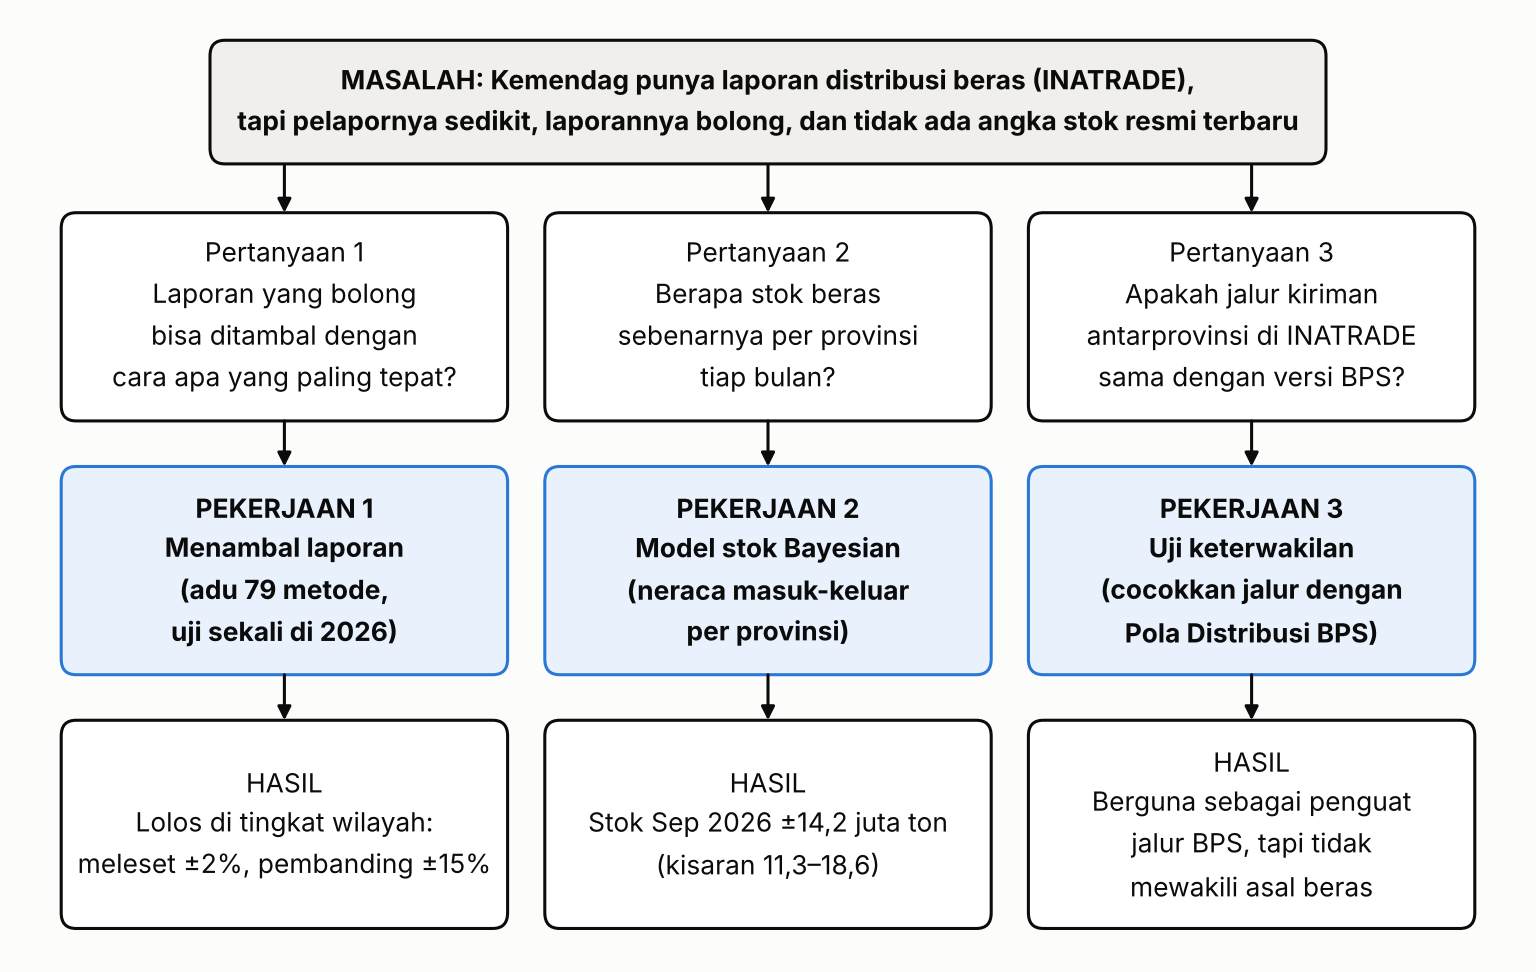 MASALAH: Kemendag punya laporan distribusi beras (INATRADE),
tapi pelapornya sedikit, laporannya bolong, dan tidak ada angka stok resmi terbaru
Pertanyaan 1
Laporan yang bolong
bisa ditambal dengan
cara apa yang paling tepat?
Pertanyaan 2
Berapa stok beras
sebenarnya per provinsi
tiap bulan?
Pertanyaan 3
Apakah jalur kiriman
antarprovinsi di INATRADE
sama dengan versi BPS?
PEKERJAAN 1
Menambal laporan
(adu 79 metode,
uji sekali di 2026)
PEKERJAAN 2
Model stok Bayesian
(neraca masuk-keluar
per provinsi)
PEKERJAAN 3
Uji keterwakilan
(cocokkan jalur dengan
Pola Distribusi BPS)
HASIL
Lolos di tingkat wilayah:
meleset ±2%, pembanding ±15%
HASIL
Stok Sep 2026 ±14,2 juta ton
(kisaran 11,3–18,6)
HASIL
Berguna sebagai penguat
jalur BPS, tapi tidak
mewakili asal beras